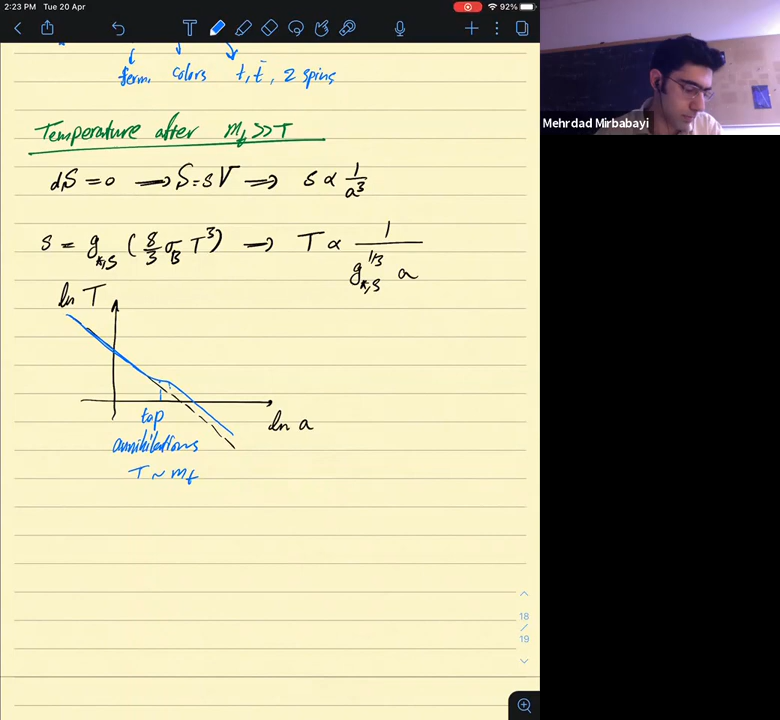 2:23 PM Tue 20 Apr
92%
ferm. colors t, t̄, 2 spins
Mehrdad Mirbabayi
Temperature after m_t >> T
dS = 0 → S = sV ⇒ s ∝ 1/a³
s = g_{*,S} (8/3 σ_B T³) → T ∝ 1/(g_{*,S}^{1/3} a)
ln T
ln a
top
annihilations
T ~ m_t
18
/
19